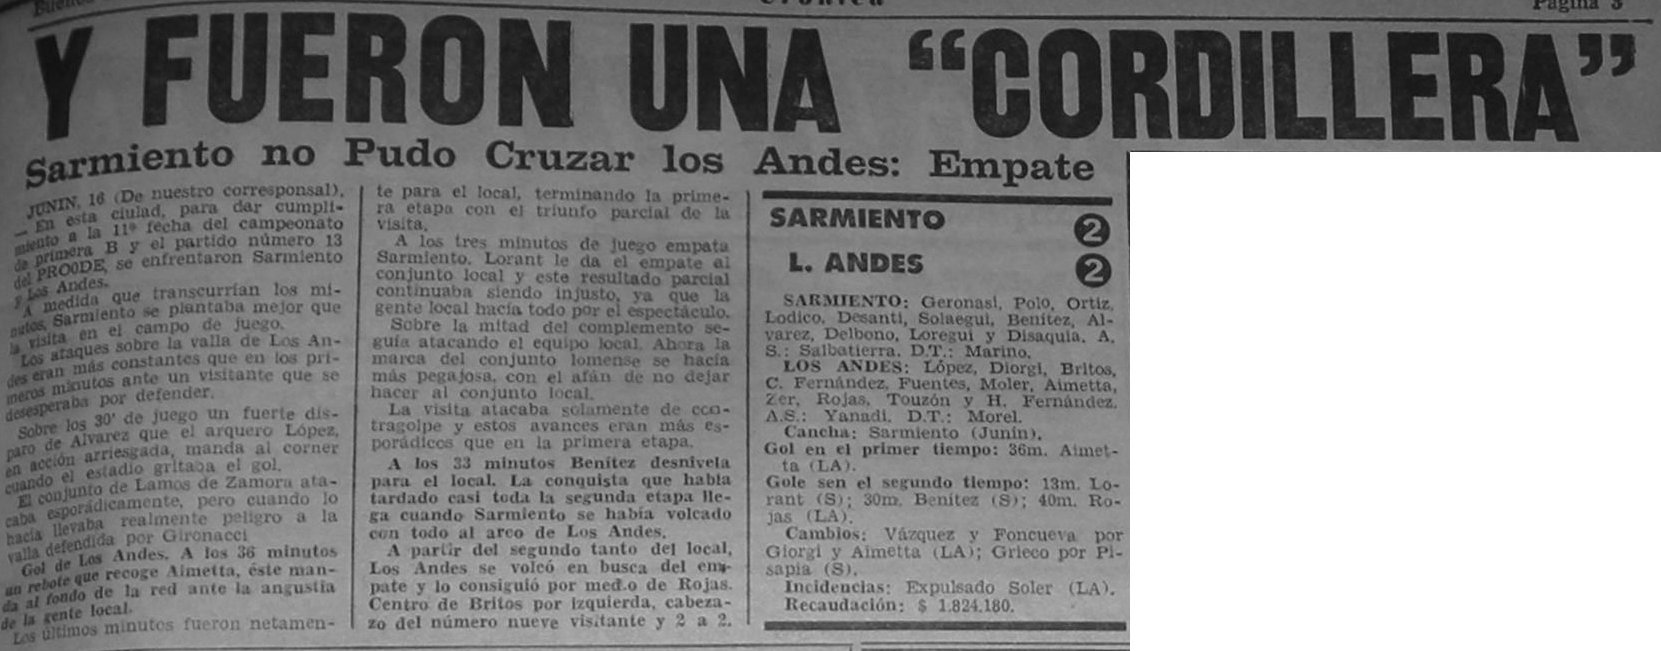 Página 3
Y FUERON UNA “CORDILLERA”
Sarmiento no Pudo Cruzar los Andes: Empate
JUNIN, 16 (De nuestro corresponsal).
— En esta ciulad, para dar cumpli-
miento a la 11ª fecha del campeonato
de primera B y el partido número 13
del PROODE, se enfrentaron Sarmiento
y Los Andes.
A medida que transcurrían los mi-
nutos, Sarmiento se plantaba mejor que
la visita en el campo de juego.
Los ataques sobre la valla de Los An-
des eran más constantes que en los pri-
meros minutos ante un visitante que se
desesperaba por defender.
Sobre los 30' de juego un fuerte dis-
paro de Alvarez que el arquero López,
en acción arriesgada, manda al corner
cuando el estadio gritaba el gol.
El conjunto de Lamos de Zamora ata-
caba esporádicamente, pero cuando lo
hacía llevaba realmente peligro a la
valla defendida por Gironacci
Gol de Los Andes. A los 36 minutos
un rebote que recoge Aimetta, éste man-
da al fondo de la red ante la angustia
de la gente local.
Los últimos minutos fueron netamen-
te para el local, terminando la prime-
ra etapa con el triunfo parcial de la
visita.
A los tres minutos de juego empata
Sarmiento. Lorant le da el empate al
conjunto local y este resultado parcial
continuaba siendo injusto, ya que la
gente local hacía todo por el espectáculo.
Sobre la mitad del complemento se-
guía atacando el equipo local. Ahora la
marca del conjunto lomense se hacía
más pegajosa, con el afán de no dejar
hacer al conjunto local.
La visita atacaba solamente de con-
tragolpe y estos avances eran más es-
porádicos que en la primera etapa.
A los 33 minutos Benítez desnivela
para el local. La conquista que había
tardado casi toda la segunda etapa lle-
ga cuando Sarmiento se había volcado
con todo al arco de Los Andes.
A partir del segundo tanto del local,
Los Andes se volcó en busca del em-
pate y lo consiguió por med.o de Rojas.
Centro de Britos por izquierda, cabeza-
zo del número nueve visitante y 2 a 2.
SARMIENTO 2
L. ANDES 2
SARMIENTO: Geronasi, Polo, Ortiz,
Lodico, Desanti, Solaegui, Benítez, Al-
varez, Delbono, Loregui y Disaquia. A.
S.: Salbatierra. D.T.: Marino.
LOS ANDES: López, Diorgi, Britos,
C. Fernández, Fuentes, Moler, Aimetta,
Zer, Rojas, Touzón y H. Fernández.
A.S.: Yanadi. D.T.: Morel.
Cancha: Sarmiento (Junín).
Gol en el primer tiempo: 36m. Aimet-
ta (LA).
Gole sen el segundo tiempo: 13m. Lo-
rant (S); 30m. Benítez (S); 40m. Ro-
jas (LA).
Cambios: Vázquez y Foncueva por
Giorgi y Aimetta (LA); Grieco por Pi-
sapia (S).
Incidencias: Expulsado Soler (LA).
Recaudación: $ 1.824.180.